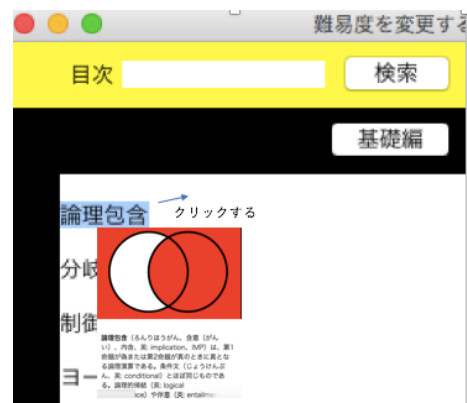 難易度を変更する
目次
検索
基礎編
論理包含
クリックする
分岐
制御
ヨー
論理包含（ろんりほうがん、含意（がん
い）、内含、英: implication、IMP）は、第1
命題が偽または第2命題が真のときに真とな
る論理演算である。条件文（じょうけんぶ
ん、英: conditional）とほぼ同じものであ
る。論理的帰結（英: logical
ice）や伴意（英: entailmen